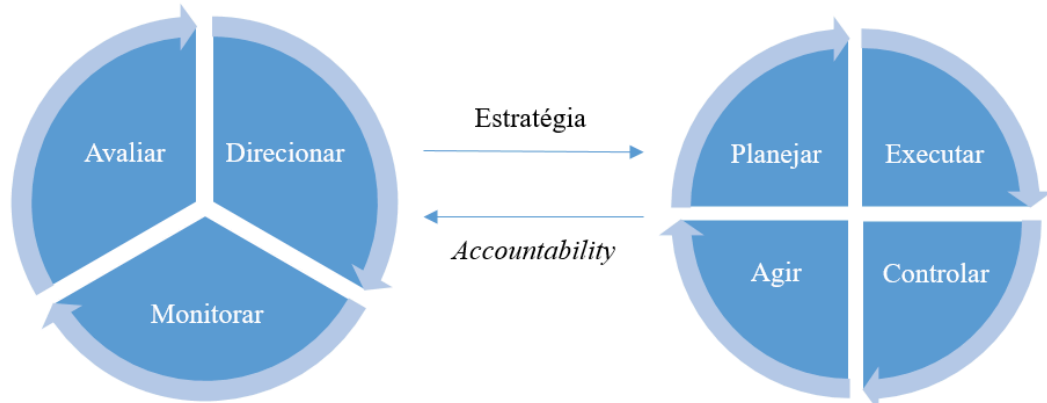 Avaliar
Direcionar
Monitorar
Estratégia
Accountability
Planejar
Executar
Agir
Controlar